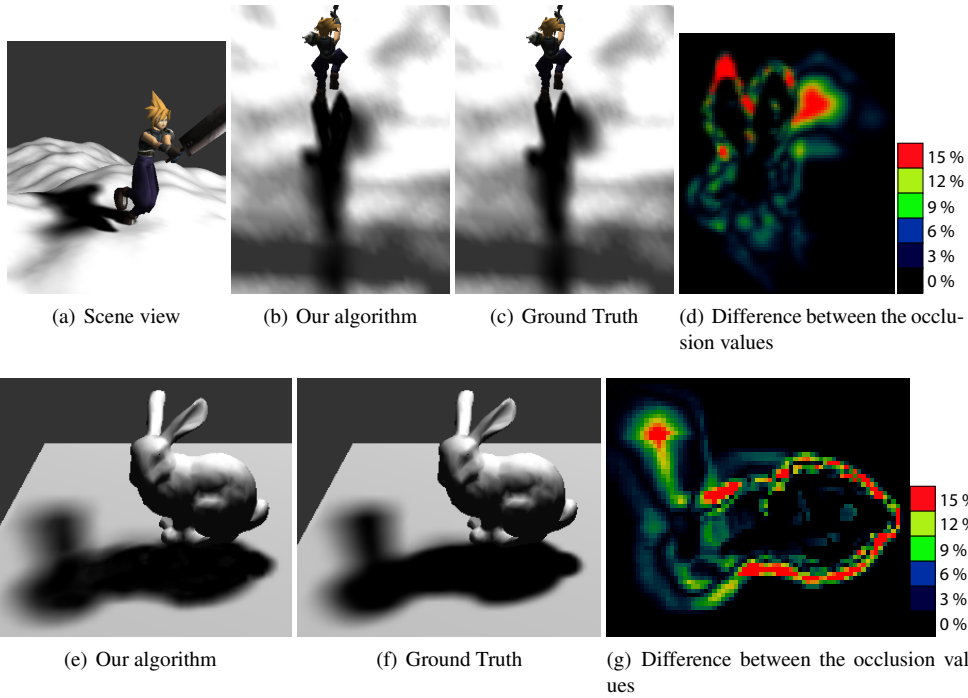 15 %
12 %
9 %
6 %
3 %
0 %
(a) Scene view
(b) Our algorithm
(c) Ground Truth
(d) Difference between the occlu-
sion values
15 %
12 %
9 %
6 %
3 %
0 %
(e) Our algorithm
(f) Ground Truth
(g) Difference between the occlusion val-
ues